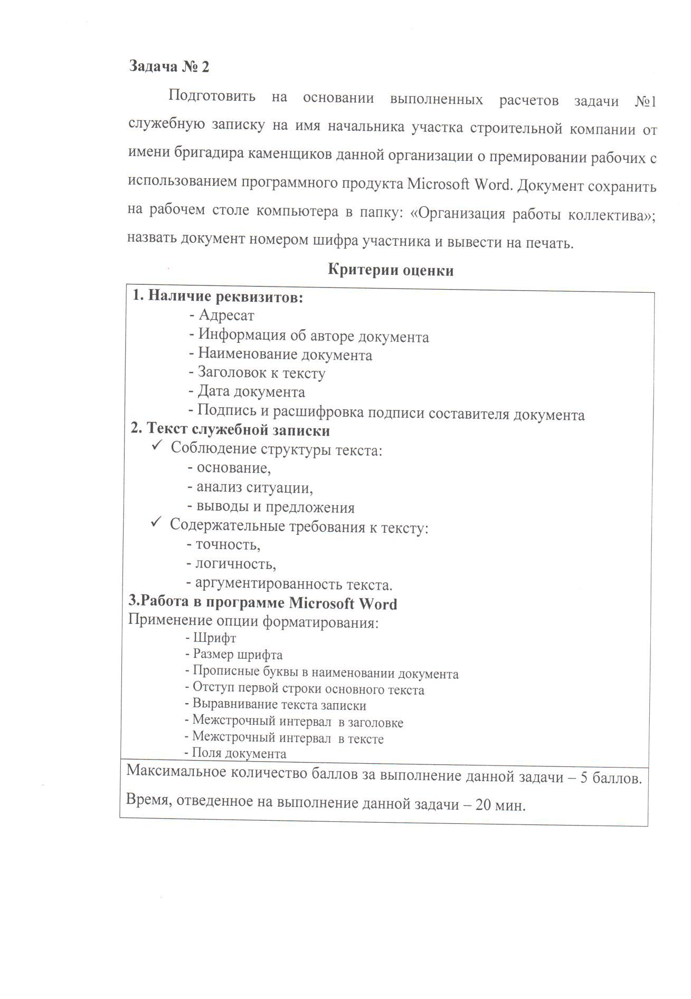 Задача № 2
Подготовить на основании выполненных расчетов задачи №1
служебную записку на имя начальника участка строительной компании от
имени бригадира каменщиков данной организации о премировании рабочих с
использованием программного продукта Microsoft Word. Документ сохранить
на рабочем столе компьютера в папку: «Организация работы коллектива»;
назвать документ номером шифра участника и вывести на печать.
Критерии оценки
1. Наличие реквизитов:
- Адресат
- Информация об авторе документа
- Наименование документа
- Заголовок к тексту
- Дата документа
- Подпись и расшифровка подписи составителя документа
2. Текст служебной записки
✓ Соблюдение структуры текста:
- основание,
- анализ ситуации,
- выводы и предложения
✓ Содержательные требования к тексту:
- точность,
- логичность,
- аргументированность текста.
3.Работа в программе Microsoft Word
Применение опции форматирования:
- Шрифт
- Размер шрифта
- Прописные буквы в наименовании документа
- Отступ первой строки основного текста
- Выравнивание текста записки
- Межстрочный интервал в заголовке
- Межстрочный интервал в тексте
- Поля документа
Максимальное количество баллов за выполнение данной задачи – 5 баллов.
Время, отведенное на выполнение данной задачи – 20 мин.